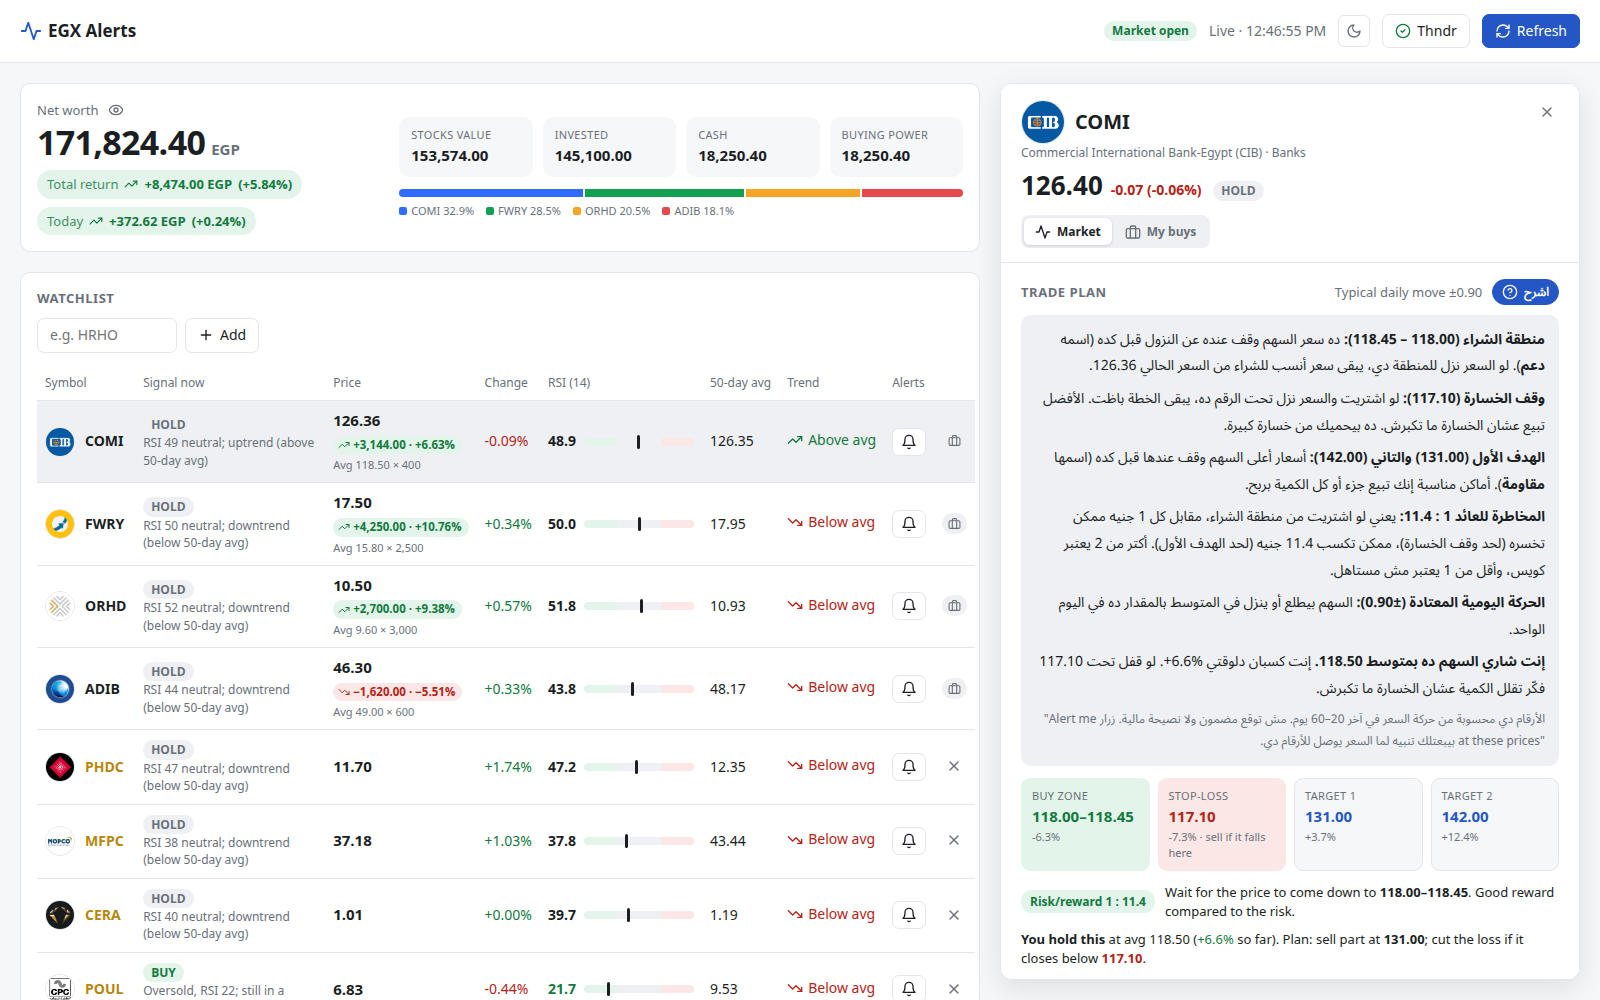 EGX Alerts
Market open
Live · 12:46:55 PM
Thndr
Refresh
Net worth
171,824.40 EGP
Total return +8,474.00 EGP (+5.84%)
Today +372.62 EGP (+0.24%)
STOCKS VALUE
153,574.00
INVESTED
145,100.00
CASH
18,250.40
BUYING POWER
18,250.40
COMI 32.9% FWRY 28.5% ORHD 20.5% ADIB 18.1%
WATCHLIST
e.g. HRHO
Add
Symbol Signal now Price Change RSI (14) 50-day avg Trend Alerts
CIB
COMI
HOLD
RSI 49 neutral; uptrend (above
50-day avg)
126.36
+3,144.00 · +6.63%
Avg 118.50 × 400
-0.09%
48.9
126.35
Above avg
FWRY
HOLD
RSI 50 neutral; downtrend
(below 50-day avg)
17.50
+4,250.00 · +10.76%
Avg 15.80 × 2,500
+0.34%
50.0
17.95
Below avg
ORHD
HOLD
RSI 52 neutral; downtrend
(below 50-day avg)
10.50
+2,700.00 · +9.38%
Avg 9.60 × 3,000
+0.57%
51.8
10.93
Below avg
ADIB
HOLD
RSI 44 neutral; downtrend
(below 50-day avg)
46.30
−1,620.00 · −5.51%
Avg 49.00 × 600
+0.33%
43.8
48.17
Below avg
PHDC
HOLD
RSI 47 neutral; downtrend
(below 50-day avg)
11.70
+1.74%
47.2
12.35
Below avg
MOPCO
MFPC
HOLD
RSI 38 neutral; downtrend
(below 50-day avg)
37.18
+1.03%
37.8
43.44
Below avg
CERA
HOLD
RSI 40 neutral; downtrend
(below 50-day avg)
1.01
+0.00%
39.7
1.19
Below avg
CPC
POUL
BUY
Oversold, RSI 22; still in a
6.83
-0.44%
21.7
9.53
Below avg
CIB
COMI
Commercial International Bank-Egypt (CIB) · Banks
126.40 -0.07 (-0.06%) HOLD
Market
My buys
TRADE PLAN
Typical daily move ±0.90
اشرح
منطقة الشراء (118.00 – 118.45): ده سعر السهم وقف عنده عن النزول قبل كده (اسمه
دعم). لو السعر نزل للمنطقة دي، يبقى سعر أنسب للشراء من السعر الحالي 126.36.
وقف الخسارة (117.10): لو اشتريت والسعر نزل تحت الرقم ده، يبقى الخطة باظت. الأفضل
تبيع عشان الخسارة ما تكبرش. ده بيحميك من خسارة كبيرة.
الهدف الأول (131.00) والتاني (142.00): أسعار أعلى السهم وقف عندها قبل كده (اسمها
مقاومة). أماكن مناسبة إنك تبيع جزء أو كل الكمية بربح.
المخاطرة للعائد 1 : 11.4: يعني لو اشتريت من منطقة الشراء، مقابل كل 1 جنيه ممكن
تخسره (لحد وقف الخسارة)، ممكن تكسب 11.4 جنيه (لحد الهدف الأول). أكتر من 2 يعتبر
كويس، وأقل من 1 يعتبر مش مستاهل.
الحركة اليومية المعتادة (±0.90): السهم بيطلع أو ينزل في المتوسط بالمقدار ده في اليوم
الواحد.
إنت شاري السهم ده بمتوسط 118.50. إنت كسبان دلوقتي 6.6%+. لو قفل تحت 117.10
فكّر تقلل الكمية عشان الخسارة ما تكبرش.
الأرقام دي محسوبة من حركة السعر في آخر 20–60 يوم. مش توقع مضمون ولا نصيحة مالية. زرار "Alert me
at these prices" بيبعتلك تنبيه لما السعر يوصل للأرقام دي.
BUY ZONE
118.00–118.45
-6.3%
STOP-LOSS
117.10
-7.3% · sell if it falls
here
TARGET 1
131.00
+3.7%
TARGET 2
142.00
+12.4%
Risk/reward 1 : 11.4
Wait for the price to come down to 118.00–118.45. Good reward
compared to the risk.
You hold this at avg 118.50 (+6.6% so far). Plan: sell part at 131.00; cut the loss if it
closes below 117.10.